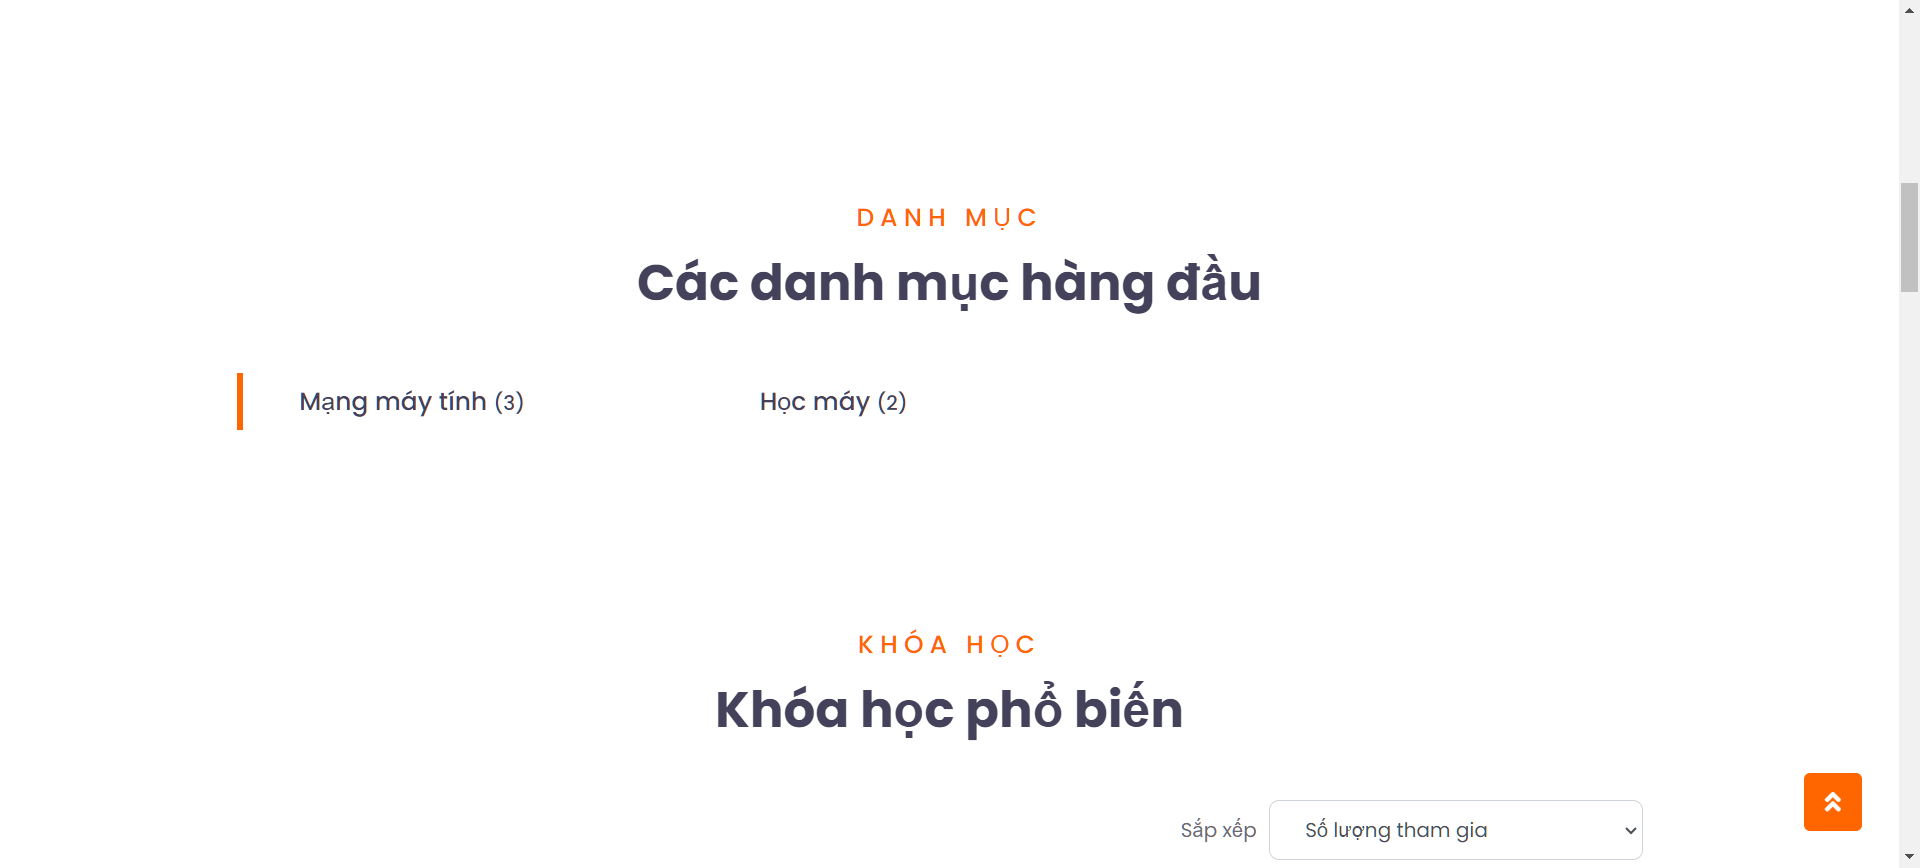 DANH MỤC
Các danh mục hàng đầu
Mạng máy tính (3)
Học máy (2)
KHÓA HỌC
Khóa học phổ biến
Sắp xếp Số lượng tham gia